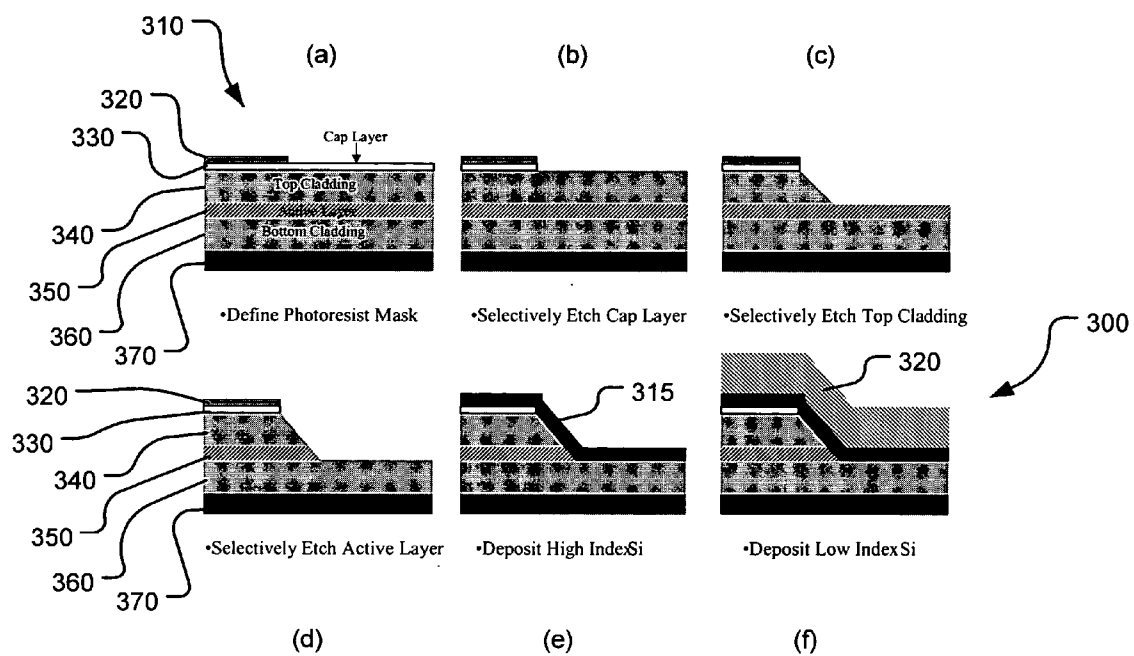 310
(a)
(b)
(c)
320
330
Cap Layer
Top Cladding
Active Layer
Bottom Cladding
340
350
360
370
•Define Photoresist Mask
•Selectively Etch Cap Layer
•Selectively Etch Top Cladding
300
320
330
340
350
360
370
315
320
•Selectively Etch Active Layer
•Deposit High IndexSi
•Deposit Low IndexSi
(d)
(e)
(f)